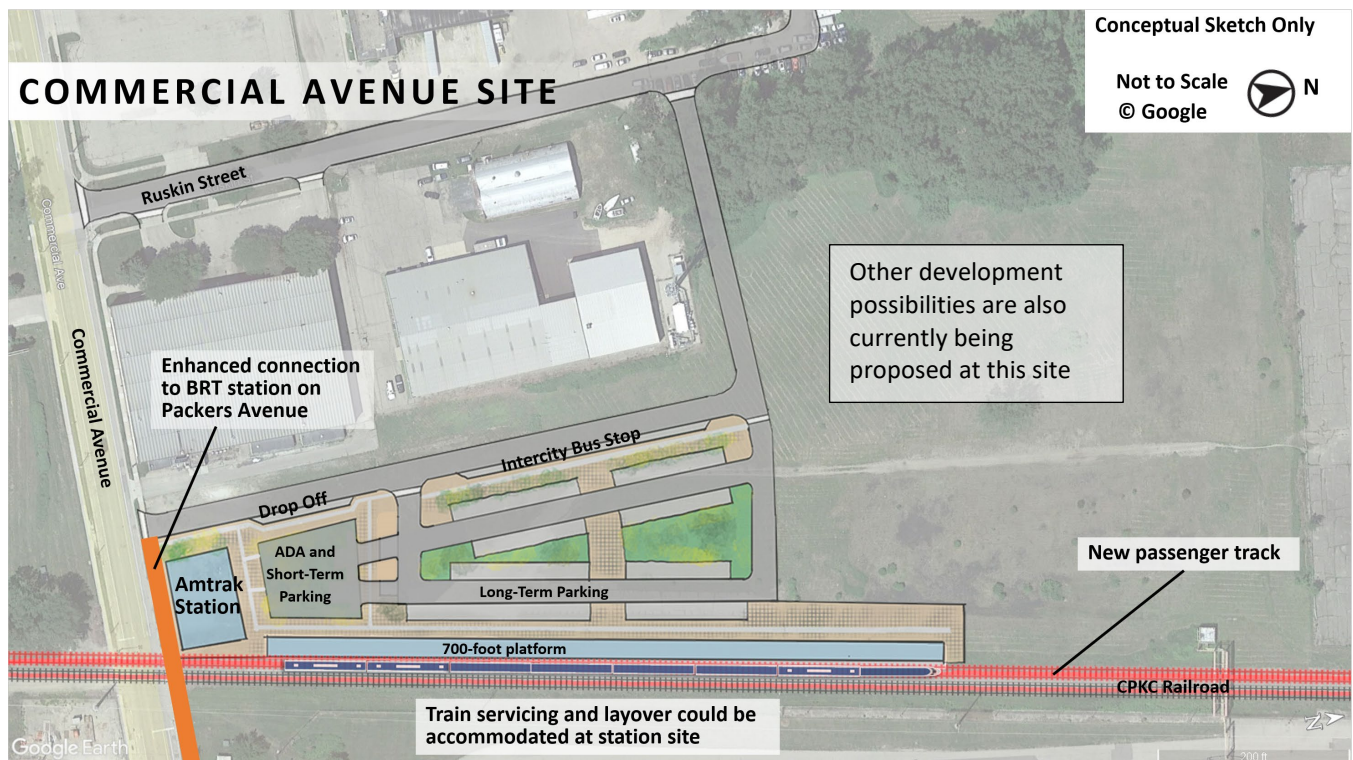 Conceptual Sketch Only
COMMERCIAL AVENUE SITE
Not to Scale
© Google
N
Ruskin Street
Commercial Ave
Other development
possibilities are also
currently being
proposed at this site
Commercial Avenue
Enhanced connection
to BRT station on
Packers Avenue
Intercity Bus Stop
Drop Off
ADA and
Short-Term
Parking
Amtrak
Station
New passenger track
Long-Term Parking
700-foot platform
CPKC Railroad
Train servicing and layover could be
accommodated at station site
Google Earth
N
200 ft